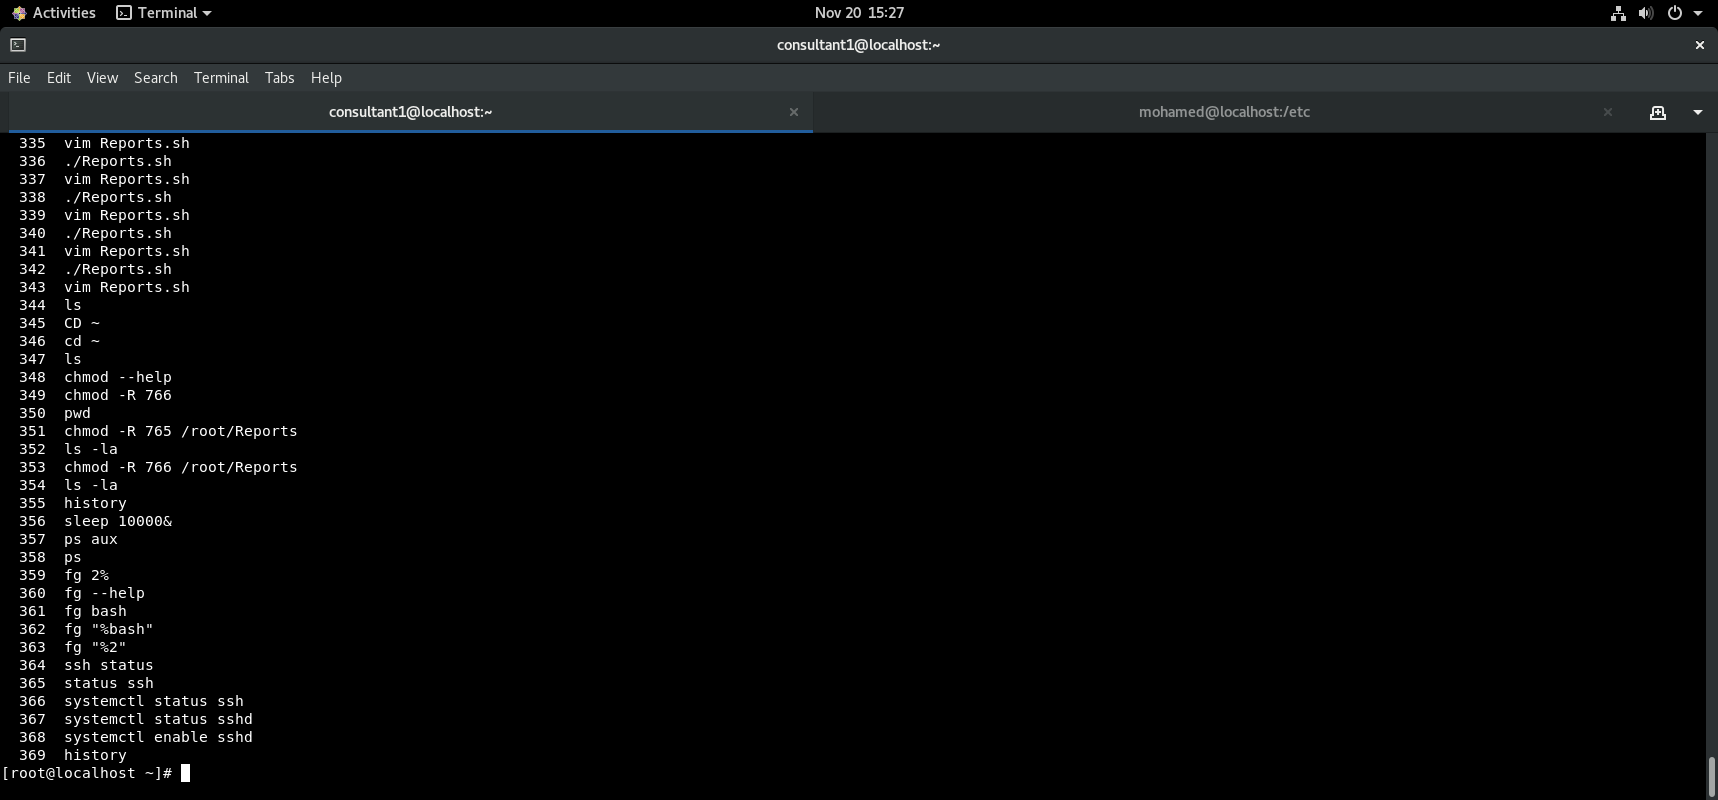 Activities Terminal Nov 20 15:27
consultant1@localhost:~
File Edit View Search Terminal Tabs Help
consultant1@localhost:~ mohamed@localhost:/etc
335 vim Reports.sh
336 ./Reports.sh
337 vim Reports.sh
338 ./Reports.sh
339 vim Reports.sh
340 ./Reports.sh
341 vim Reports.sh
342 ./Reports.sh
343 vim Reports.sh
344 ls
345 CD ~
346 cd ~
347 ls
348 chmod --help
349 chmod -R 766
350 pwd
351 chmod -R 765 /root/Reports
352 ls -la
353 chmod -R 766 /root/Reports
354 ls -la
355 history
356 sleep 10000&
357 ps aux
358 ps
359 fg 2%
360 fg --help
361 fg bash
362 fg "%bash"
363 fg "%2"
364 ssh status
365 status ssh
366 systemctl status ssh
367 systemctl status sshd
368 systemctl enable sshd
369 history
[root@localhost ~]#